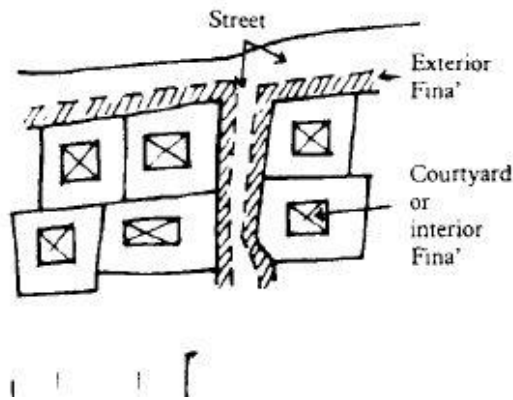 Street
Exterior
Fina'
Courtyard
or
interior
Fina'